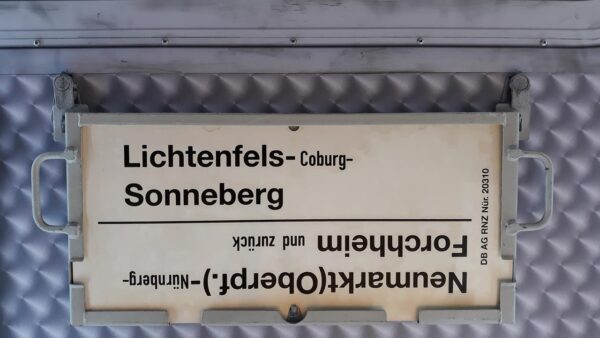 Lichtenfels- Coburg-
Sonneberg
Neumarkt(Oberpf.)-Nürnberg-
Forchheim und zurück
DB AG RNZ Nür. 20310